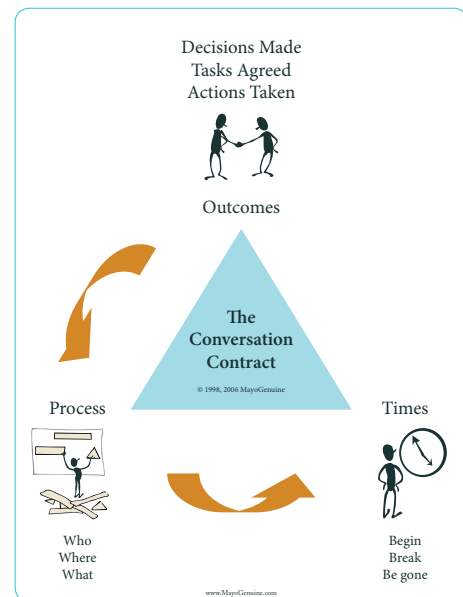 Decisions Made
Tasks Agreed
Actions Taken
Outcomes
The
Conversation
Contract
© 1998, 2006 MayoGenuine
Process
Who
Where
What
Times
Begin
Break
Be gone
www.MayoGenuine.com